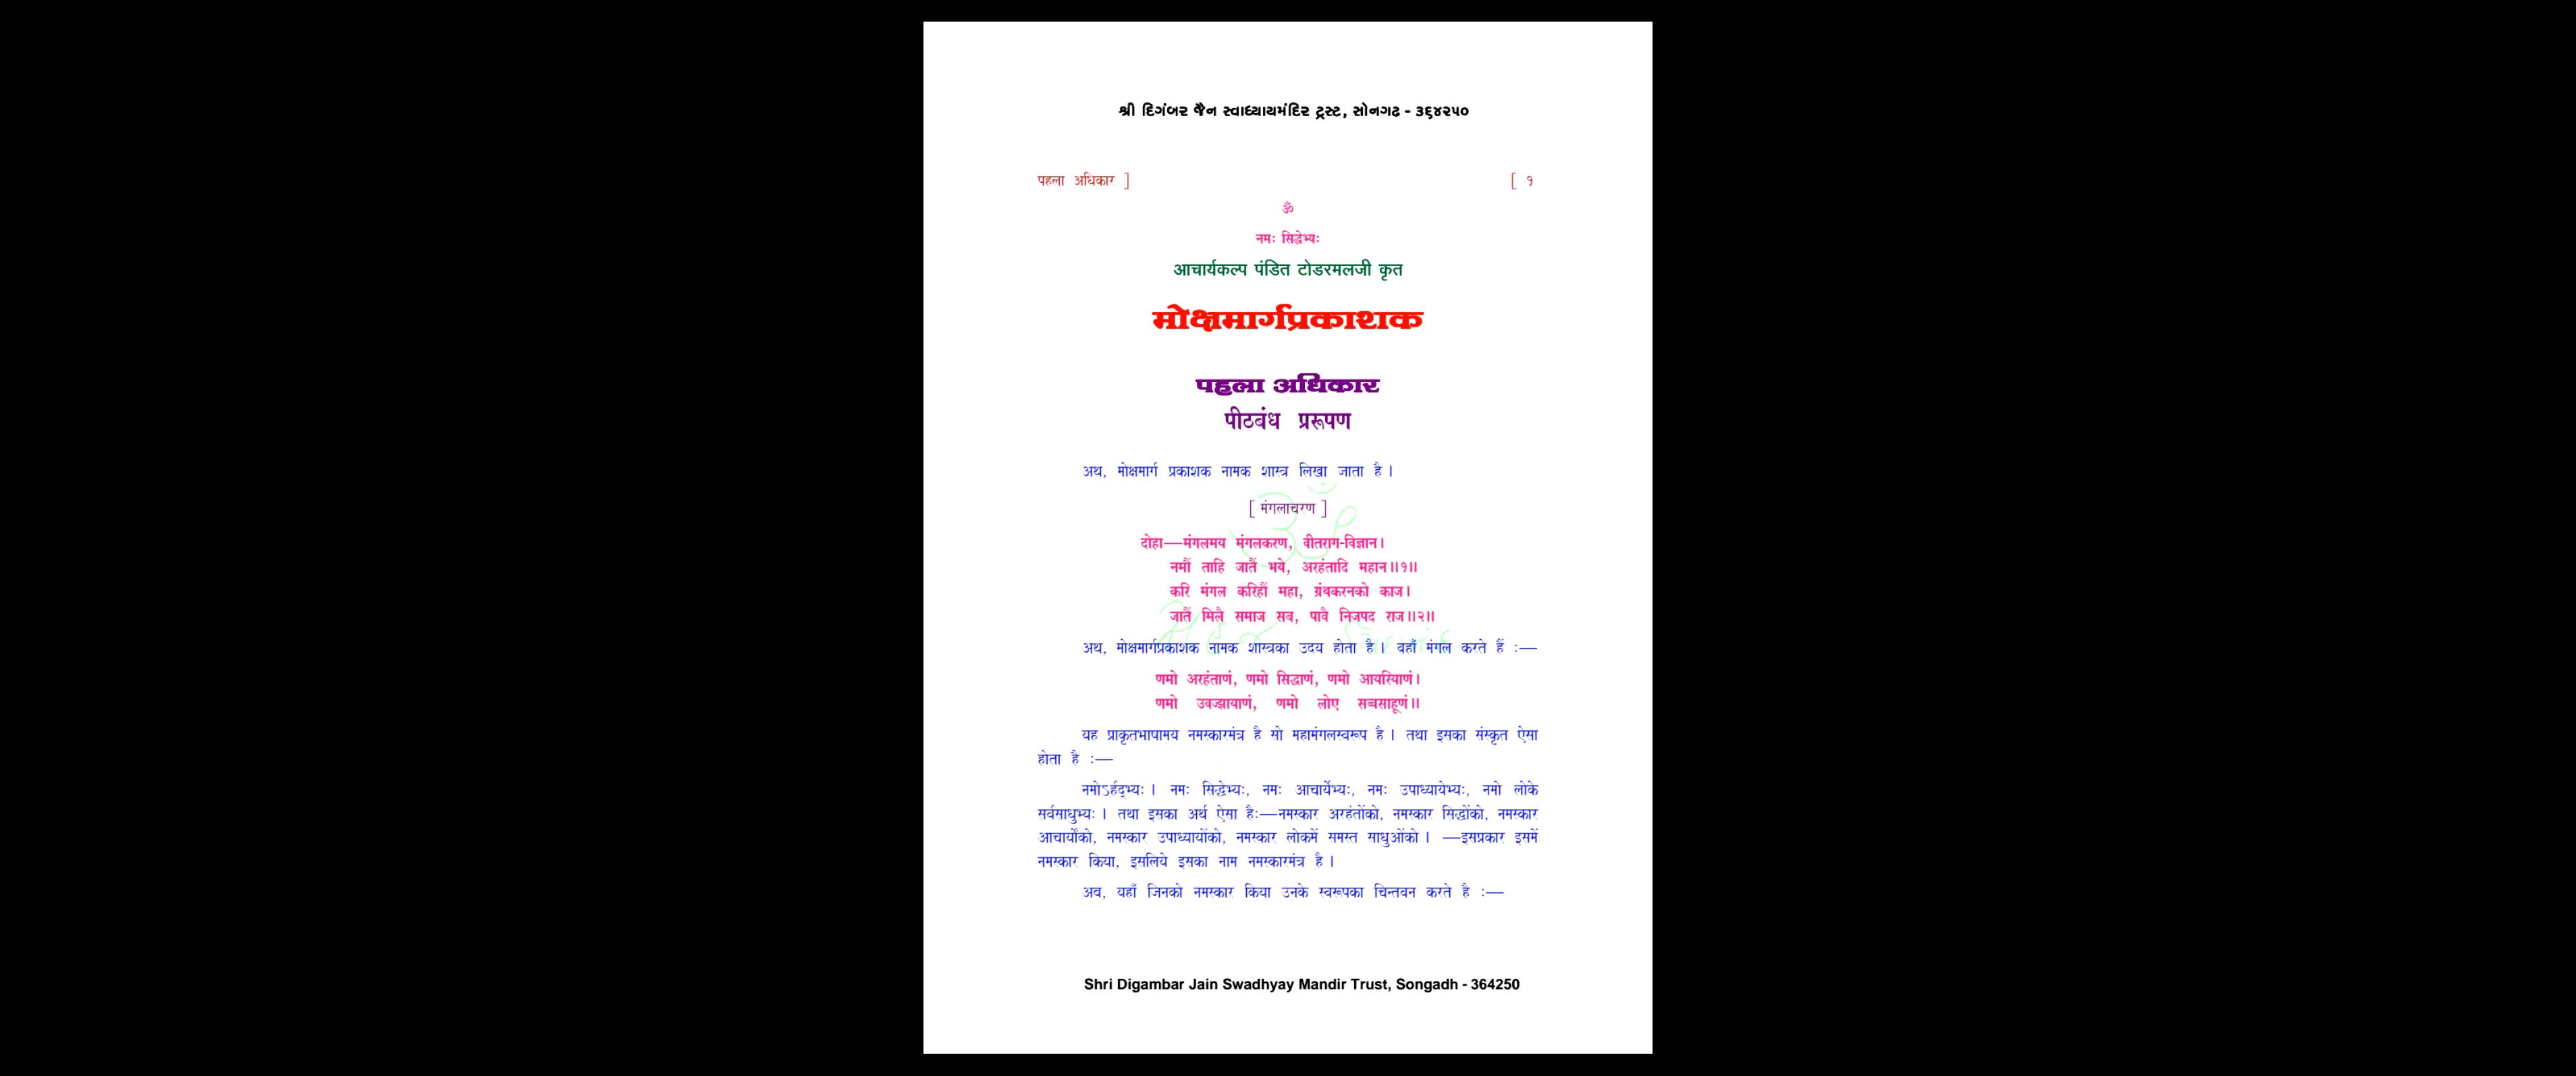 શ્રી દિગંબર જૈન સ્વાધ્યાયમંદિર ટ્રસ્ટ, સોનગઢ - ૩૬૪૨૫૦
पहला अधिकार ] [ १
ॐ
नमः सिद्धेभ्यः
आचार्यकल्प पंडित टोडरमलजी कृत
मोक्षमार्गप्रकाशक
पहला अधिकार
पीठबंध प्ररूपण
अथ, मोक्षमार्ग प्रकाशक नामक शास्त्र लिखा जाता है ।
[ मंगलाचरण ]
दोहा—मंगलमय मंगलकरण, वीतराग-विज्ञान।
नमौं ताहि जातैं भये, अरहंतादि महान॥१॥
करि मंगल करिहौं महा, ग्रंथकरनको काज।
जातैं मिलै समाज सब, पावै निजपद राज॥२॥
अथ, मोक्षमार्गप्रकाशक नामक शास्त्रका उदय होता है । वहाँ मंगल करते हैं :—
णमो अरहंताणं, णमो सिद्धाणं, णमो आयरियाणं।
णमो उवज्झायाणं, णमो लोए सव्वसाहूणं॥
यह प्राकृतभाषामय नमस्कारमंत्र है सो महामंगलस्वरूप है । तथा इसका संस्कृत ऐसा
होता है :—
नमोऽर्हद्भ्यः । नमः सिद्धेभ्यः, नमः आचार्येभ्यः, नमः उपाध्यायेभ्यः, नमो लोके
सर्वसाधुभ्यः । तथा इसका अर्थ ऐसा है:—नमस्कार अरहंतोंको, नमस्कार सिद्धोंको, नमस्कार
आचार्योंको, नमस्कार उपाध्यायोंको, नमस्कार लोकमें समस्त साधुओंको । —इसप्रकार इसमें
नमस्कार किया, इसलिये इसका नाम नमस्कारमंत्र है ।
अब, यहाँ जिनको नमस्कार किया उनके स्वरूपका चिन्तवन करते है :—
Shri Digambar Jain Swadhyay Mandir Trust, Songadh - 364250